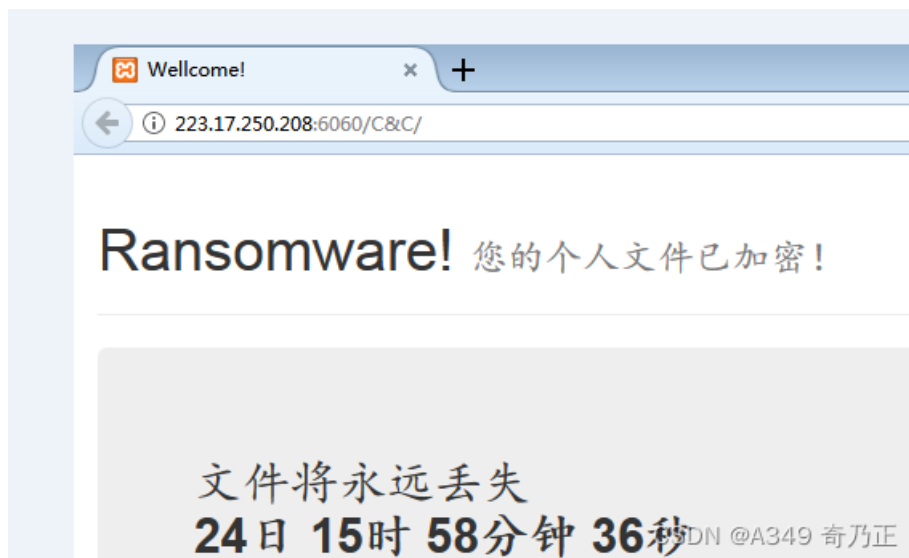 Wellcome!
223.17.250.208:6060/C&C/
Ransomware! 您的个人文件已加密!
文件将永远丢失
24日 15时 58分钟 36秒
CSDN @A349 奇乃正